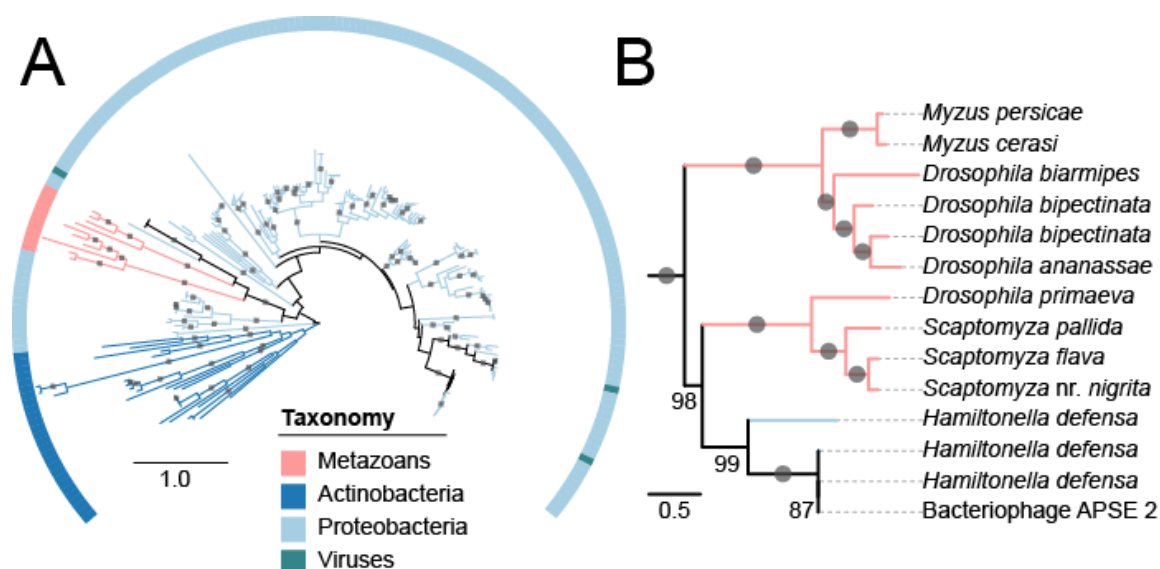 A
Taxonomy
Metazoans
Actinobacteria
Proteobacteria
Viruses
1.0
B
Myzus persicae
Myzus cerasi
Drosophila biarmipes
Drosophila bipectinata
Drosophila bipectinata
Drosophila ananassae
Drosophila primaeva
Scaptomyza pallida
Scaptomyza flava
Scaptomyza nr. nigrita
98
Hamiltonella defensa
99
Hamiltonella defensa
Hamiltonella defensa
87
Bacteriophage APSE 2
0.5